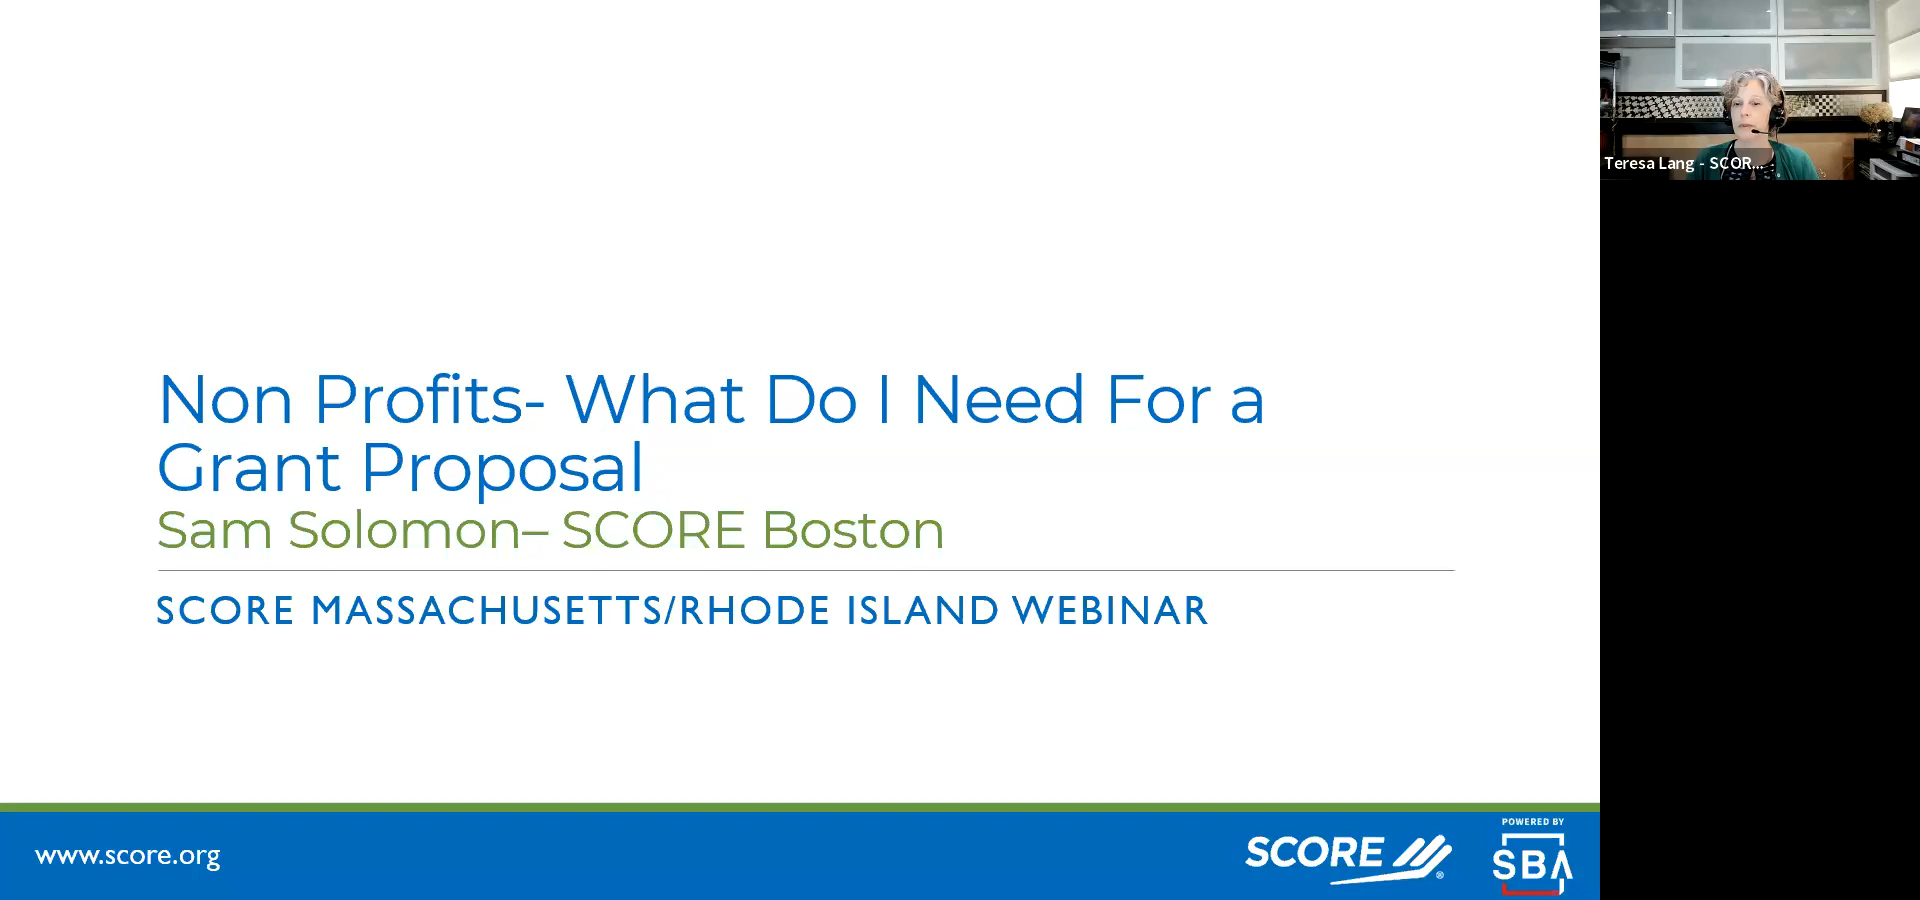 Non Profits- What Do I Need For a
Grant Proposal
Sam Solomon– SCORE Boston
SCORE MASSACHUSETTS/RHODE ISLAND WEBINAR
www.score.org
SCORE
®
POWERED BY
SBA
Teresa Lang - SCOR...